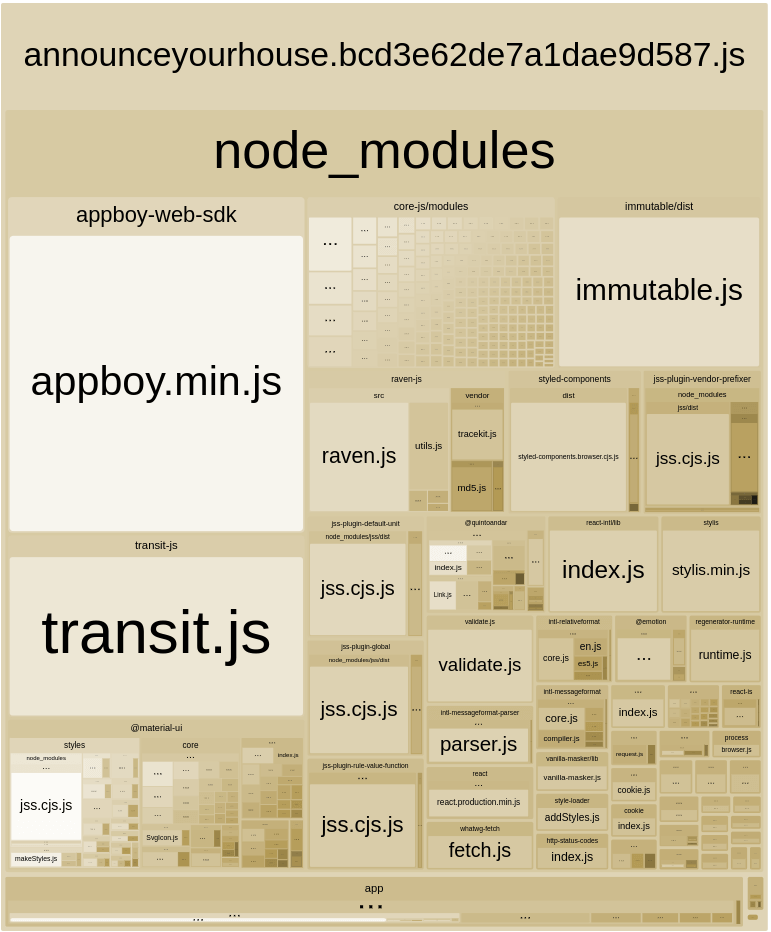 announceyourhouse.bcd3e62de7a1dae9d587.js
node_modules
appboy-web-sdk
appboy.min.js
transit-js
transit.js
@material-ui
styles
node_modules
...
jss.cjs.js
makeStyles.js
core
...
SvgIcon.js
...
index.js
core-js/modules
...
immutable/dist
immutable.js
raven-js
src
raven.js
utils.js
vendor
...
tracekit.js
md5.js
styled-components
dist
styled-components.browser.cjs.js
...
jss-plugin-vendor-prefixer
node_modules
jss/dist
jss.cjs.js
...
jss-plugin-default-unit
node_modules/jss/dist
jss.cjs.js
...
@quintoandar
...
index.js
Link.js
...
react-intl/lib
index.js
stylis
stylis.min.js
jss-plugin-global
node_modules/jss/dist
jss.cjs.js
...
validate.js
validate.js
intl-relativeformat
...
core.js
en.js
es5.js
@emotion
...
regenerator-runtime
runtime.js
intl-messageformat-parser
...
parser.js
intl-messageformat
...
core.js
compiler.js
...
index.js
react-is
...
jss-plugin-rule-value-function
...
jss.cjs.js
react
...
react.production.min.js
vanilla-masker/lib
vanilla-masker.js
...
request.js
process
browser.js
...
cookie.js
style-loader
addStyles.js
cookie
index.js
whatwg-fetch
fetch.js
http-status-codes
index.js
app
...